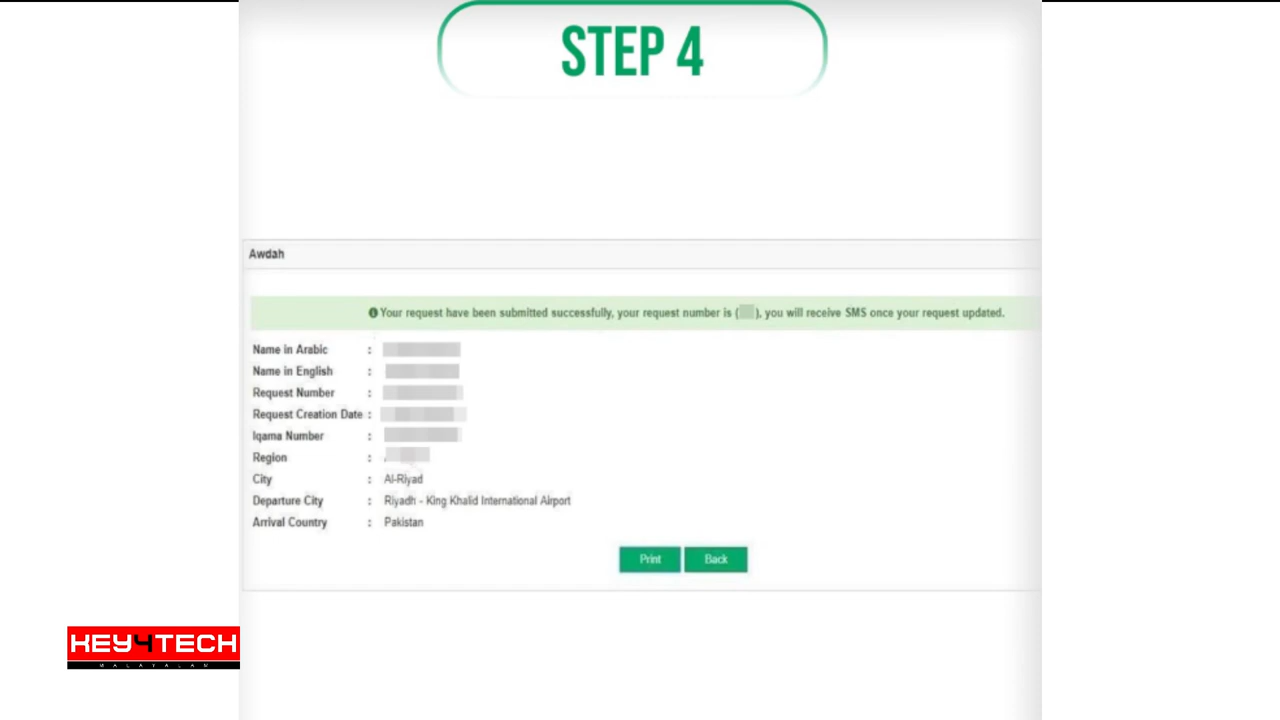 STEP 4
Awdah
Your request have been submitted successfully, your request number is ( ), you will receive SMS once your request updated.
Name in Arabic :
Name in English :
Request Number :
Request Creation Date :
Iqama Number :
Region :
City : Al-Riyad
Departure City : Riyadh - King Khalid International Airport
Arrival Country : Pakistan
Print Back
KEY4TECH
MALAYALAM